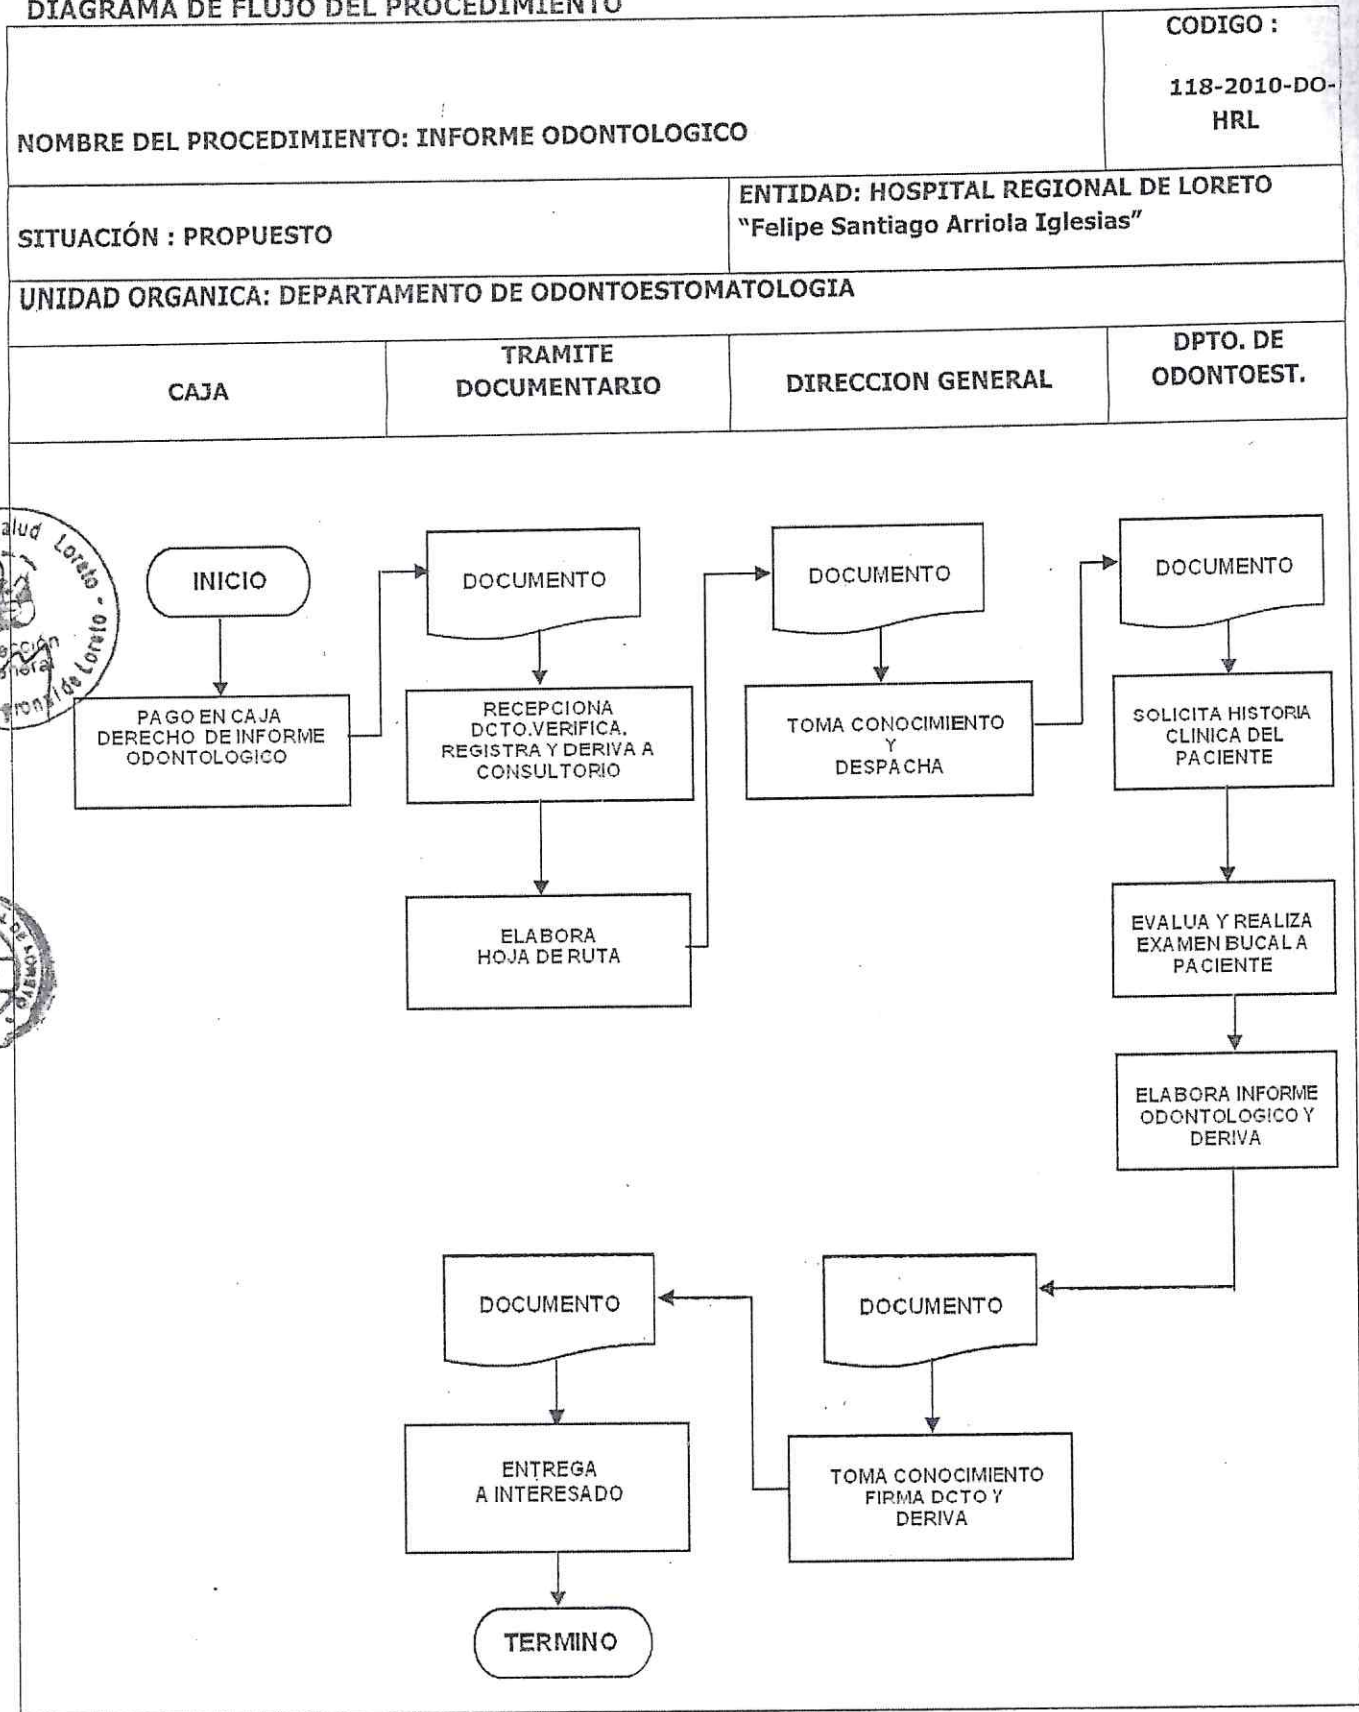 DIAGRAMA DE FLUJO DEL PROCEDIMIENTO
CODIGO :
118-2010-DO-
HRL
NOMBRE DEL PROCEDIMIENTO: INFORME ODONTOLOGICO
SITUACIÓN : PROPUESTO
ENTIDAD: HOSPITAL REGIONAL DE LORETO
"Felipe Santiago Arriola Iglesias"
UNIDAD ORGANICA: DEPARTAMENTO DE ODONTOESTOMATOLOGIA
CAJA
TRAMITE
DOCUMENTARIO
DIRECCION GENERAL
DPTO. DE
ODONTOEST.
alud Loreto -
INICIO
PAGO EN CAJA
DERECHO DE INFORME
ODONTOLOGICO
DOCUMENTO
RECEPCIONA
DCTO.VERIFICA,
REGISTRA Y DERIVA A
CONSULTORIO
ELABORA
HOJA DE RUTA
DOCUMENTO
TOMA CONOCIMIENTO
Y
DESPACHA
DOCUMENTO
SOLICITA HISTORIA
CLINICA DEL
PACIENTE
EVALUA Y REALIZA
EXAMEN BUCAL A
PACIENTE
ELABORA INFORME
ODONTOLOGICO Y
DERIVA
DOCUMENTO
TOMA CONOCIMIENTO
FIRMA DCTO Y
DERIVA
DOCUMENTO
ENTREGA
A INTERESADO
TERMINO